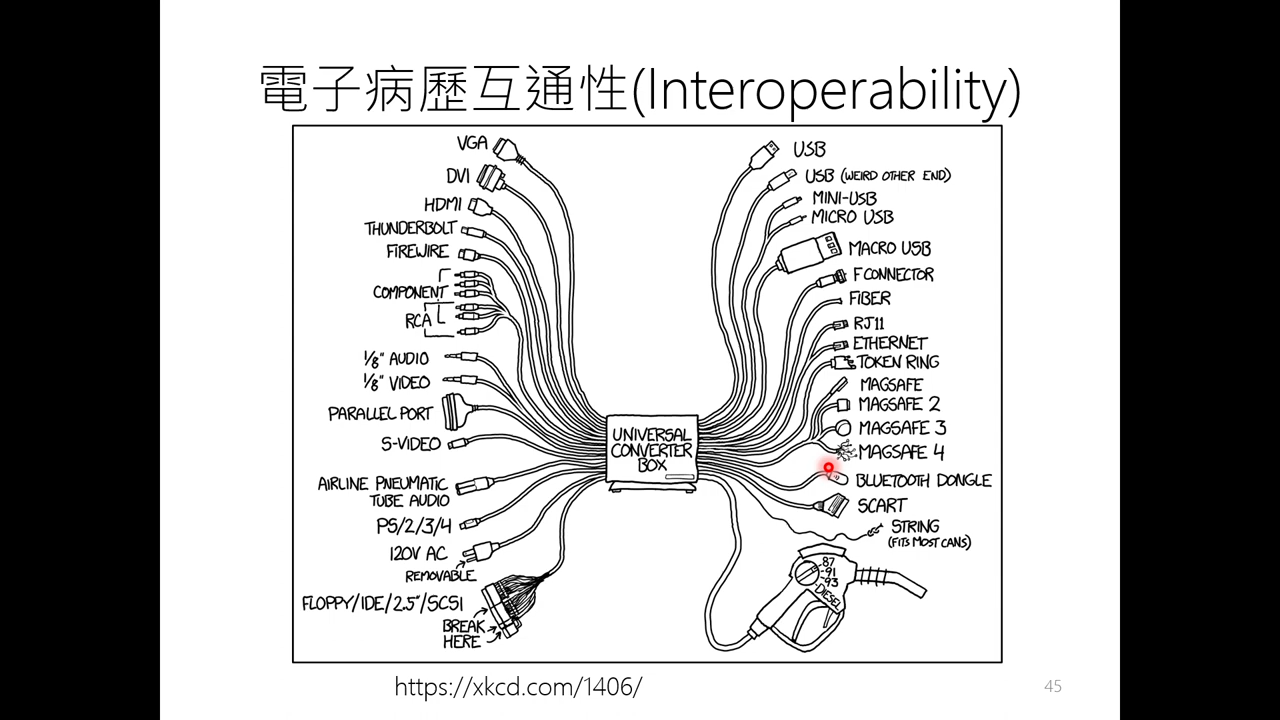 電子病歷互通性(Interoperability)
VGA
DVI
HDMI
THUNDERBOLT
FIREWIRE
COMPONENT
RCA
1/8" AUDIO
1/8" VIDEO
PARALLEL PORT
S-VIDEO
AIRLINE PNEUMATIC
TUBE AUDIO
PS/2/3/4
120V AC
REMOVABLE
FLOPPY/IDE/2.5"/SCSI
BREAK
HERE
UNIVERSAL
CONVERTER
BOX
USB
USB (WEIRD OTHER END)
MINI-USB
MICRO USB
MACRO USB
F CONNECTOR
FIBER
RJ11
ETHERNET
TOKEN RING
MAGSAFE
MAGSAFE 2
MAGSAFE 3
MAGSAFE 4
BLUETOOTH DONGLE
SCART
STRING
(FITS MOST CANS)
87
91
93
DIESEL
https://xkcd.com/1406/
45